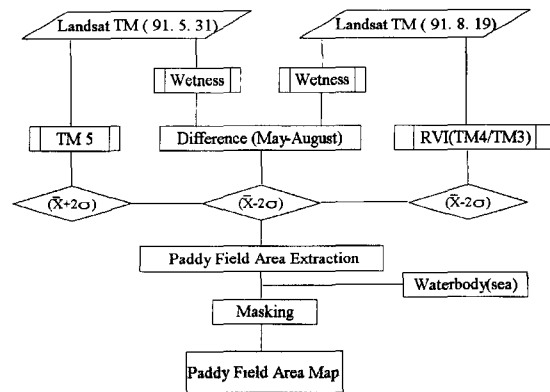 Landsat TM ( 91. 5. 31)
Landsat TM ( 91. 8. 19)
Wetness
Wetness
TM 5
Difference (May-August)
RVI(TM4/TM3)
(X̄+2σ)
(X̄-2σ)
(X̄-2σ)
Paddy Field Area Extraction
Waterbody(sea)
Masking
Paddy Field Area Map